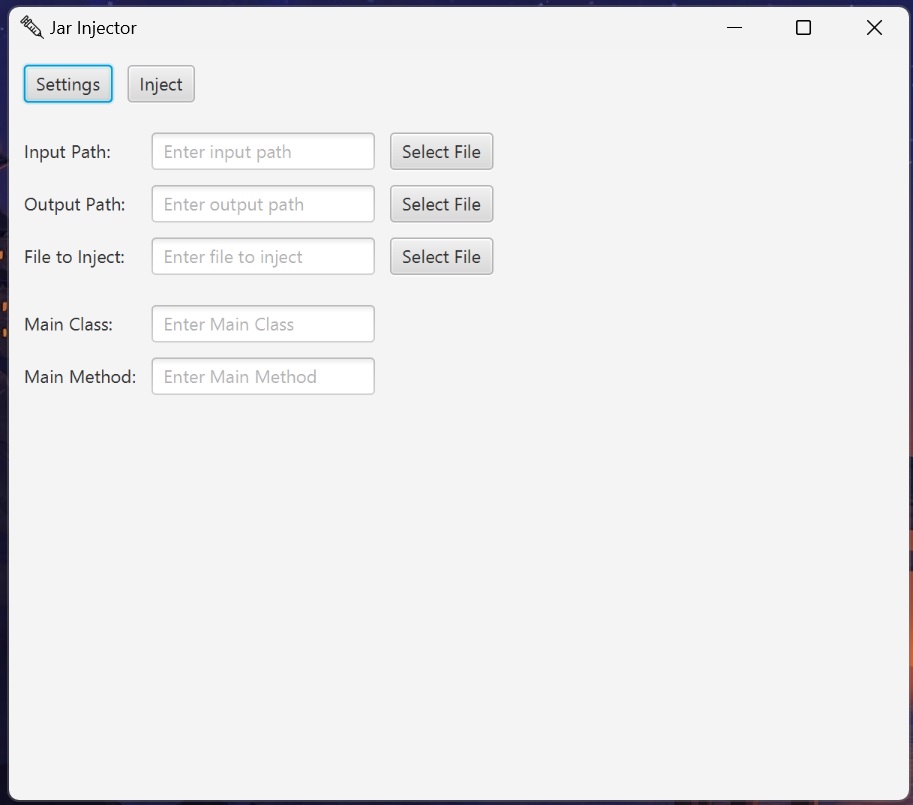 Jar Injector
Settings Inject
Input Path: Enter input path Select File
Output Path: Enter output path Select File
File to Inject: Enter file to inject Select File
Main Class: Enter Main Class
Main Method: Enter Main Method